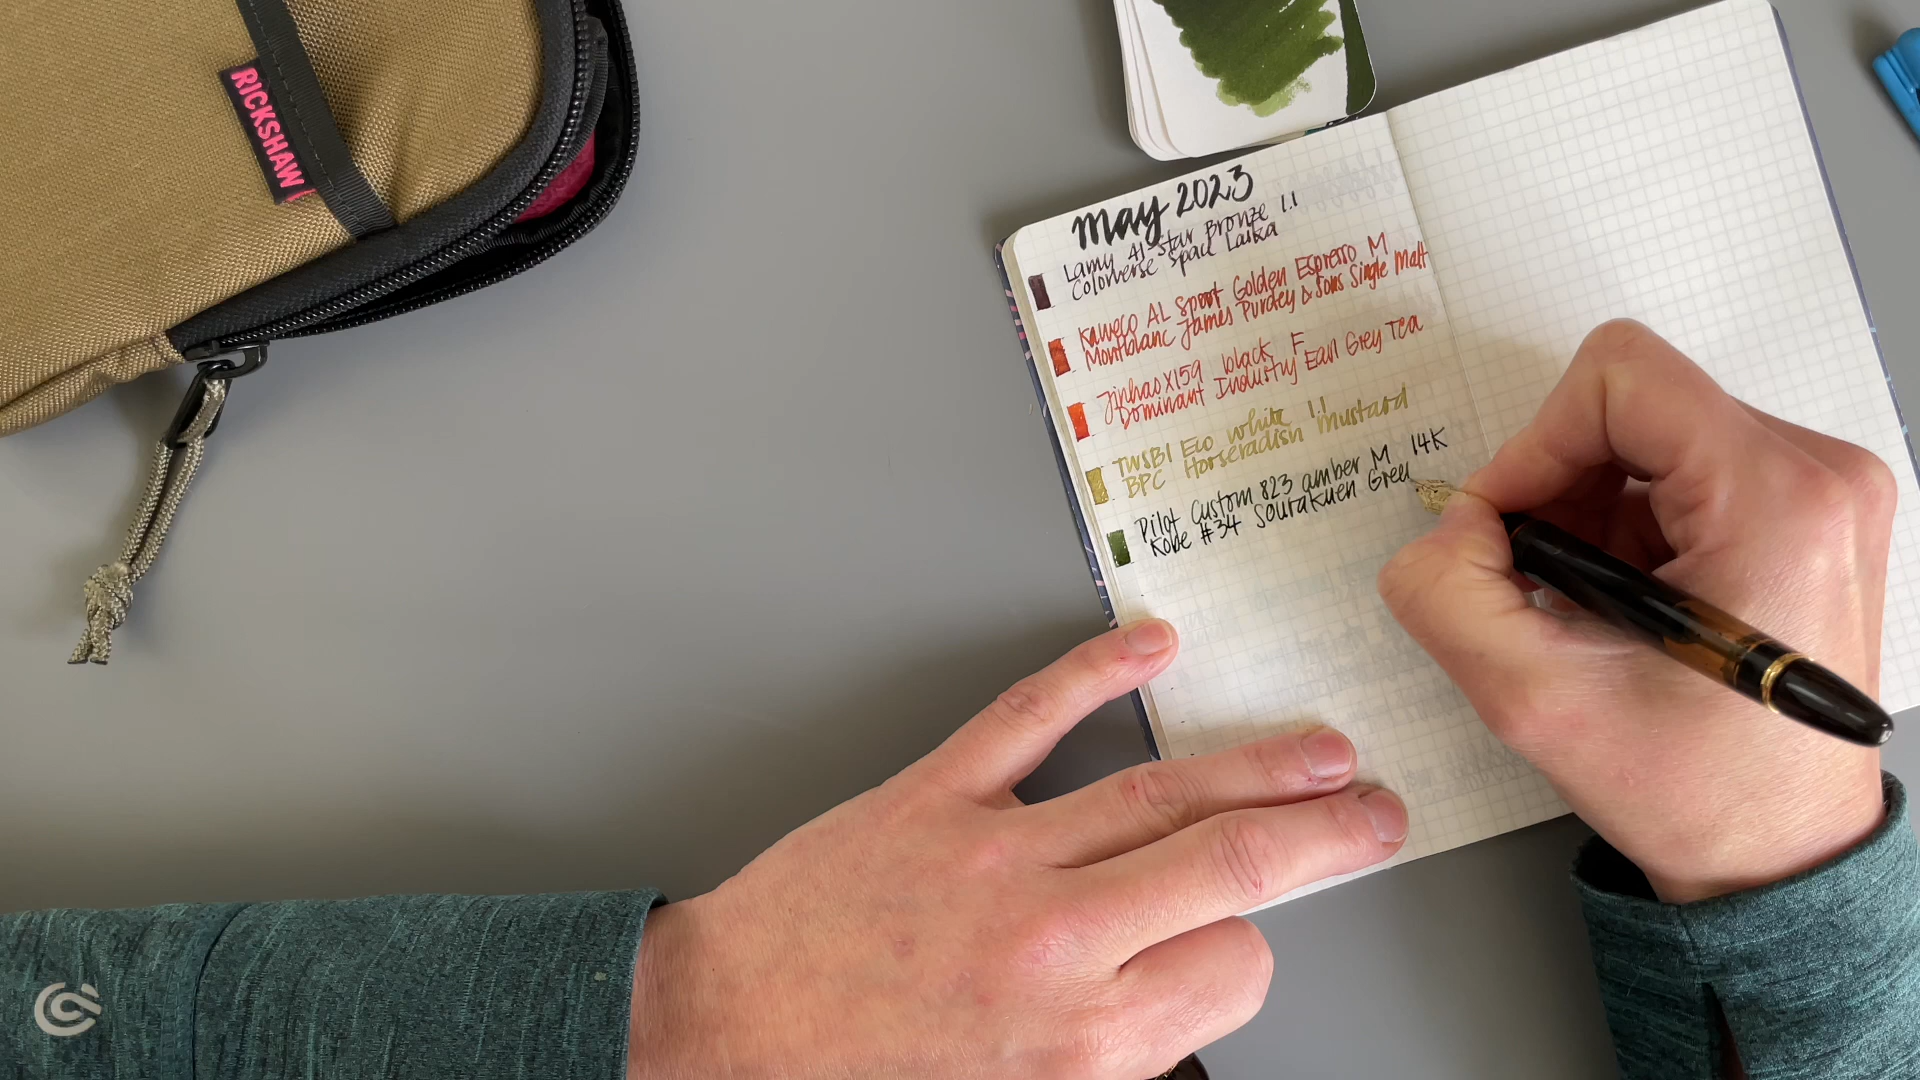 RICKSHAW
may 2023
Lamy Al Star Bronze 1.1
Colorverse Space Laika
Kaweco AL Sport Golden Espresso M
Montblanc James Purdey & Sons Single Malt
Jinhao X159 black F
Dominant Industry Earl Grey Tea
TWSBI Eco white 1.1
BPC Horseradish Mustard
Pilot Custom 823 amber M 14K
Kobe #34 Sourakuen Gree